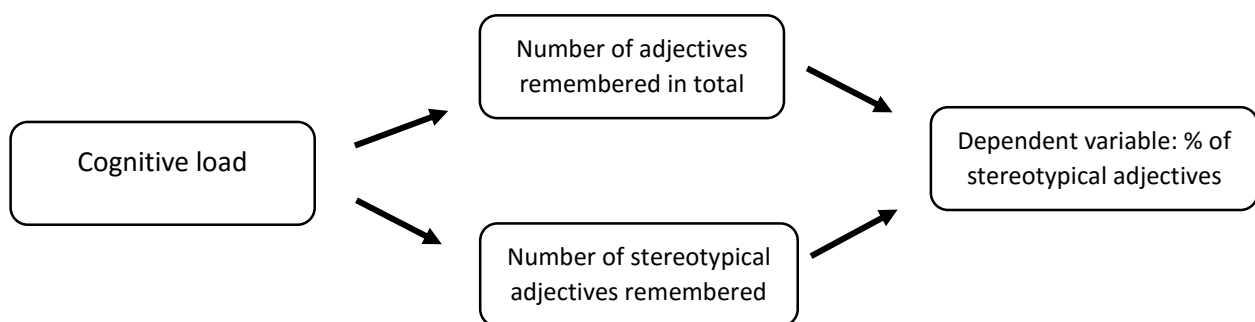 Number of adjectives
remembered in total
Cognitive load
Dependent variable: % of
stereotypical adjectives
Number of stereotypical
adjectives remembered